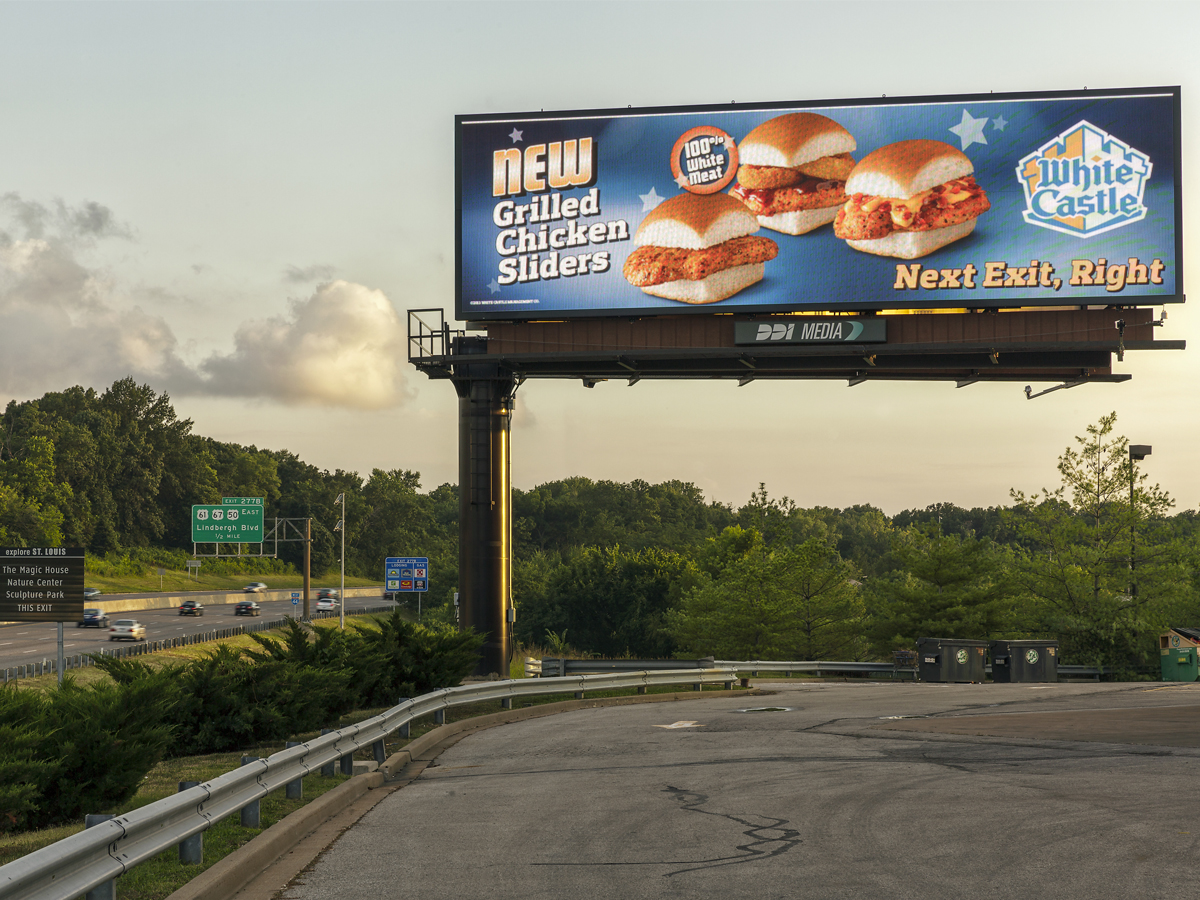 NEW
Grilled
Chicken
Sliders
100%
White
Meat
White
Castle
Next Exit, Right
DDI MEDIA
EXIT 277B
61 67 50 EAST
Lindbergh Blvd
1/2 MILE
explore ST. LOUIS
The Magic House
Nature Center
Sculpture Park
THIS EXIT